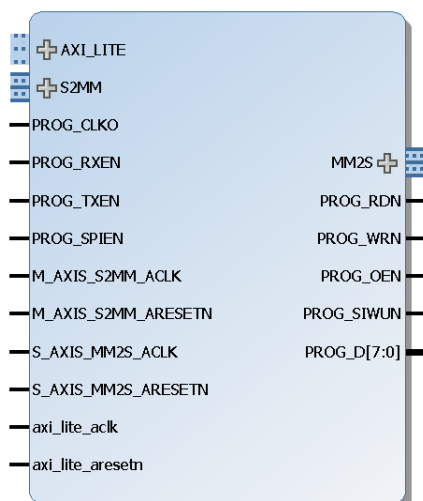 AXI_LITE
S2MM
PROG_CLKO
PROG_RXEN
MM2S
PROG_TXEN
PROG_RDN
PROG_SPIEN
PROG_WRN
M_AXIS_S2MM_ACLK
PROG_OEN
M_AXIS_S2MM_ARESETN
PROG_SIWUN
S_AXIS_MM2S_ACLK
PROG_D[7:0]
S_AXIS_MM2S_ARESETN
axi_lite_aclk
axi_lite_aresetn